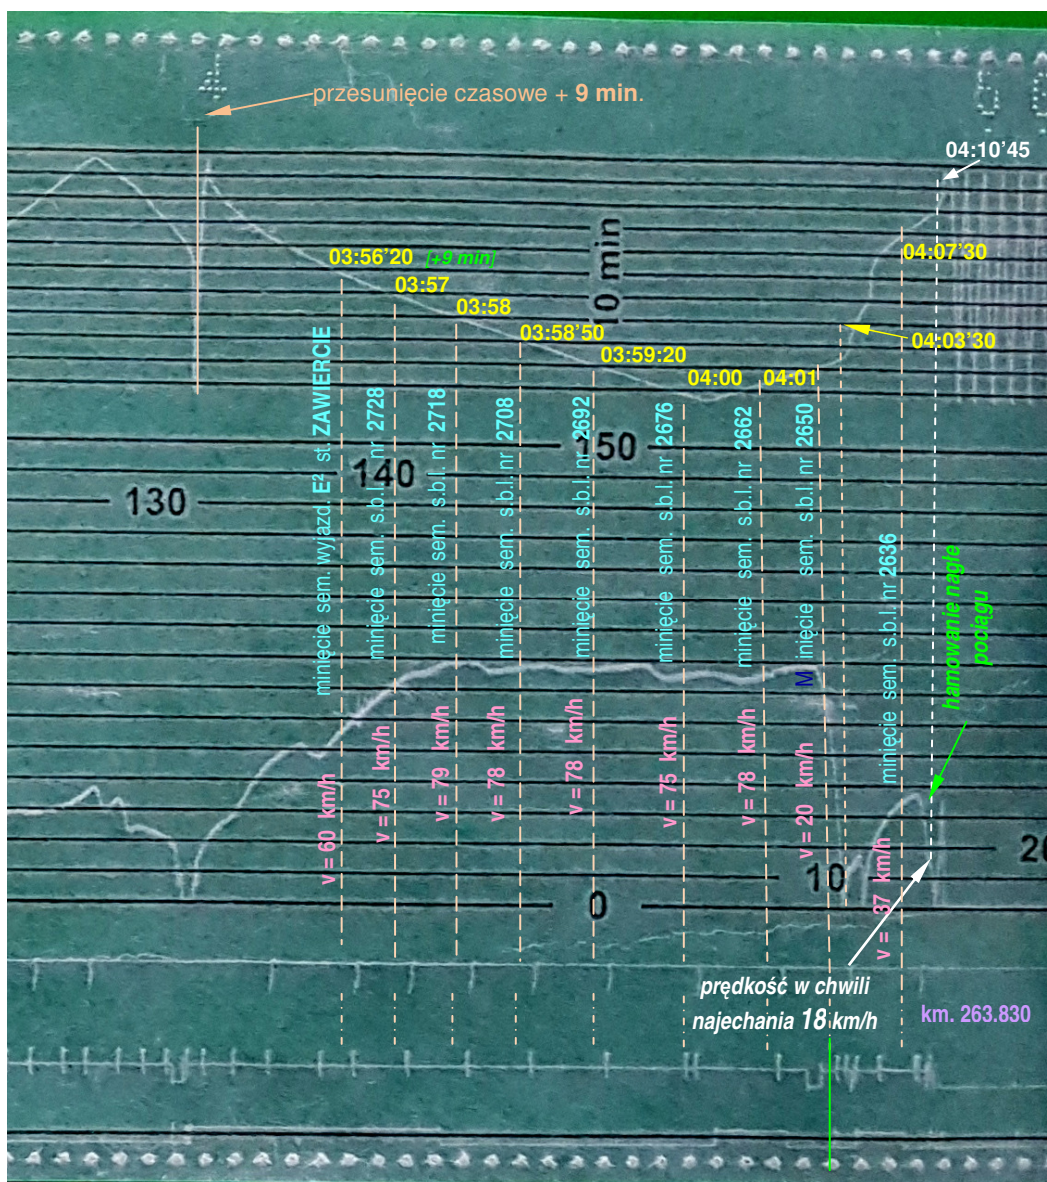 4
6
przesunięcie czasowe + 9 min.
04:10'45
10 min
03:56'20 [+9 min]
04:07'30
03:57
03:58
03:58'50
04:03'30
03:59:20
04:00
04:01
130
140
150
minięcie sem. wyjazd. E² st. ZAWIERCIE
minięcie sem. s.b.l. nr 2728
minięcie sem. s.b.l. nr 2718
minięcie sem. s.b.l. nr 2708
minięcie sem. s.b.l. nr 2692
minięcie sem. s.b.l. nr 2676
minięcie sem. s.b.l. nr 2662
Minięcie sem. s.b.l. nr 2650
minięcie sem. s.b.l. nr 2636
hamowanie nagłe
pociągu
v = 60 km/h
v = 75 km/h
v = 79 km/h
v = 78 km/h
v = 78 km/h
v = 75 km/h
v = 78 km/h
v = 20 km/h
v = 37 km/h
0
10
20
prędkość w chwili
najechania 18 km/h
km. 263.830